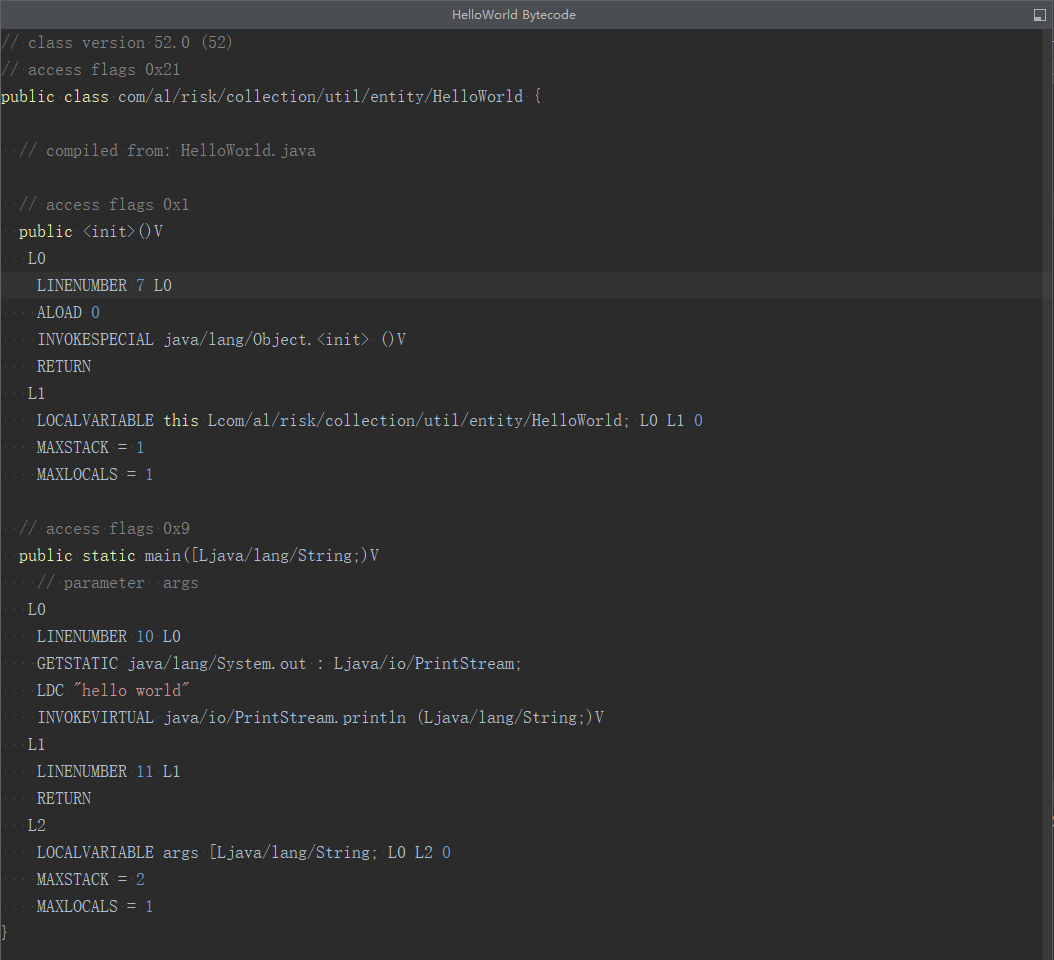 HelloWorld Bytecode
// class version 52.0 (52)
// access flags 0x21
public class com/al/risk/collection/util/entity/HelloWorld {
// compiled from: HelloWorld.java
// access flags 0x1
public <init>()V
L0
LINENUMBER 7 L0
ALOAD 0
INVOKESPECIAL java/lang/Object.<init> ()V
RETURN
L1
LOCALVARIABLE this Lcom/al/risk/collection/util/entity/HelloWorld; L0 L1 0
MAXSTACK = 1
MAXLOCALS = 1
// access flags 0x9
public static main([Ljava/lang/String;)V
// parameter  args
L0
LINENUMBER 10 L0
GETSTATIC java/lang/System.out : Ljava/io/PrintStream;
LDC "hello world"
INVOKEVIRTUAL java/io/PrintStream.println (Ljava/lang/String;)V
L1
LINENUMBER 11 L1
RETURN
L2
LOCALVARIABLE args [Ljava/lang/String; L0 L2 0
MAXSTACK = 2
MAXLOCALS = 1
}